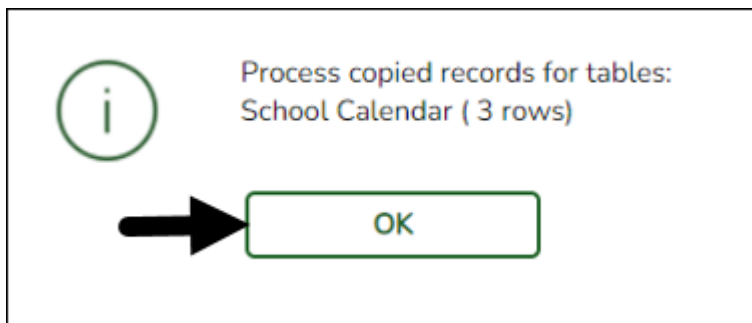 Process copied records for tables:
School Calendar ( 3 rows)
OK